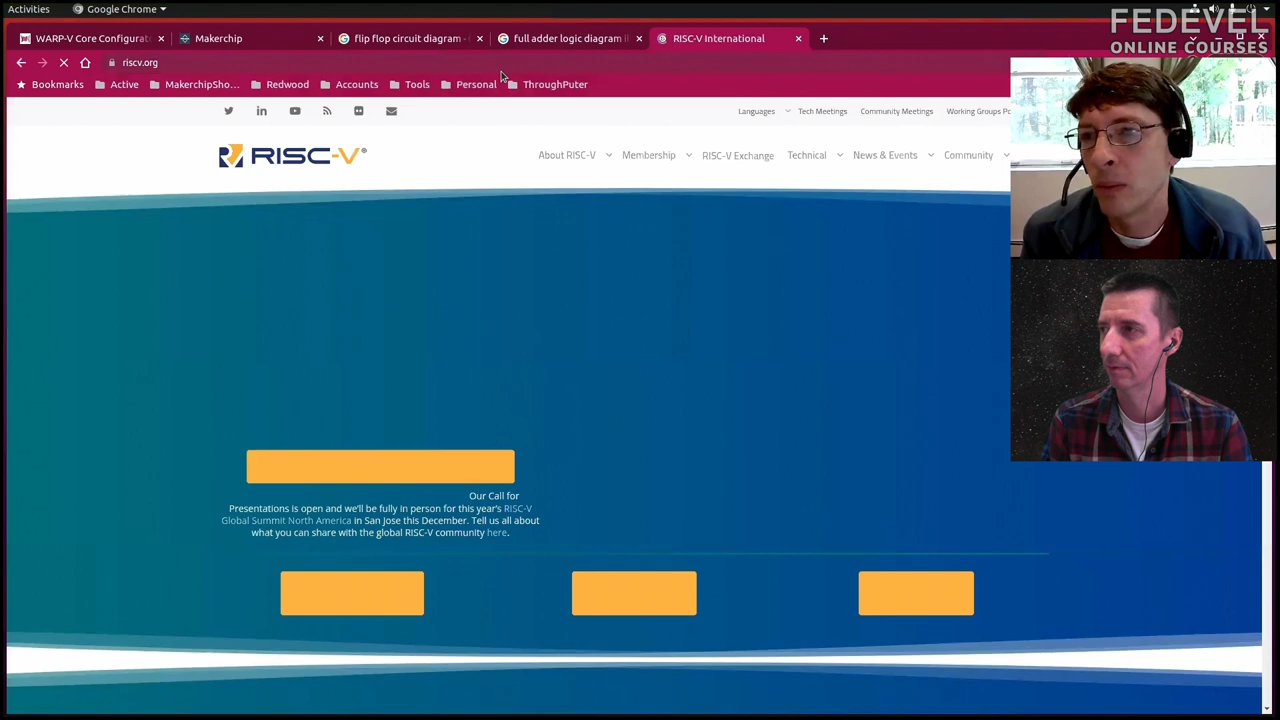 Activities
Google Chrome
FEDEVEL
ONLINE COURSES
WARP-V Core Configurat
Makerchip
flip flop circuit diagram -
full adder logic diagram i
RISC-V International
riscv.org
Bookmarks
Active
MakerchipSho...
Redwood
Accounts
Tools
Personal
ThroughPuter
Languages
Tech Meetings
Community Meetings
Working Groups
RISC-V®
About RISC-V
Membership
RISC-V Exchange
Technical
News & Events
Community
Our Call for
Presentations is open and we'll be fully in person for this year's RISC-V
Global Summit North America in San Jose this December. Tell us all about
what you can share with the global RISC-V community here.